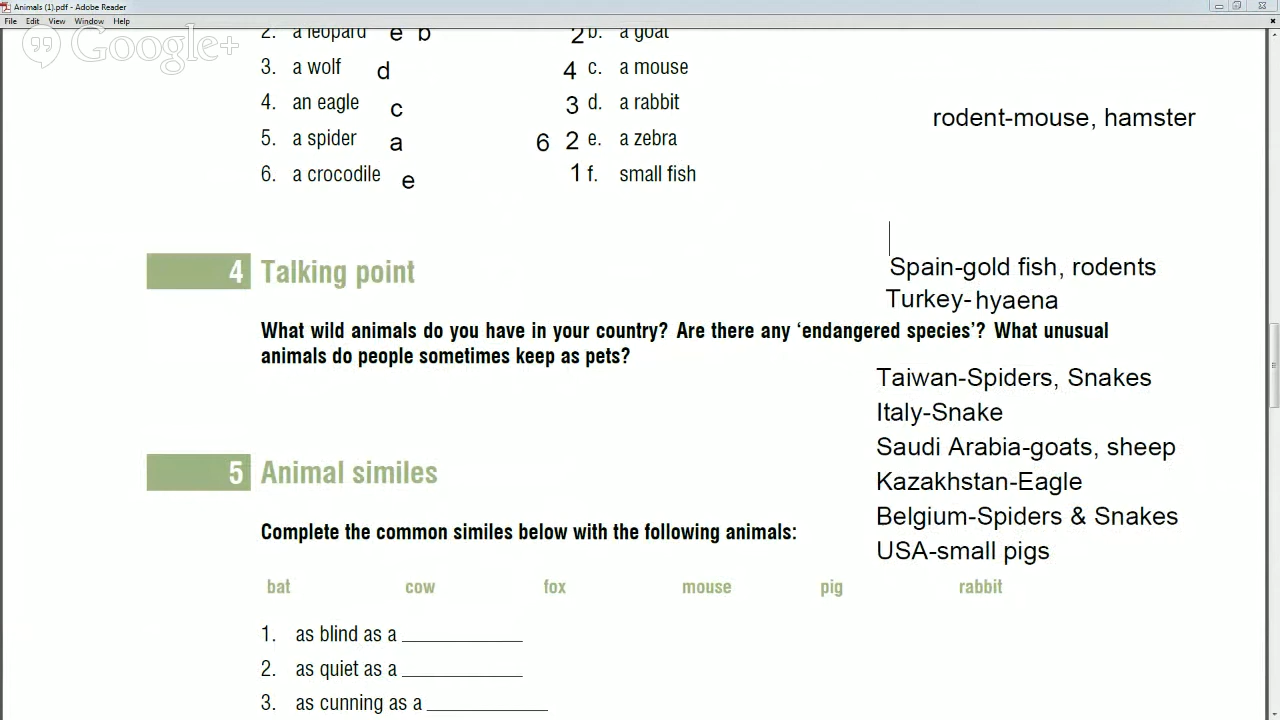 Animals (1).pdf - Adobe Reader
File Edit View Window Help
Google+
2. a leopard e b 2 b. a goat
3. a wolf d 4 c. a mouse
4. an eagle c 3 d. a rabbit
rodent-mouse, hamster
5. a spider a 6 2 e. a zebra
6. a crocodile e 1 f. small fish
4 Talking point
Spain-gold fish, rodents
Turkey-hyaena
What wild animals do you have in your country? Are there any ‘endangered species’? What unusual
animals do people sometimes keep as pets?
Taiwan-Spiders, Snakes
Italy-Snake
Saudi Arabia-goats, sheep
Kazakhstan-Eagle
Belgium-Spiders & Snakes
USA-small pigs
5 Animal similes
Complete the common similes below with the following animals:
bat cow fox mouse pig rabbit
1. as blind as a
2. as quiet as a
3. as cunning as a